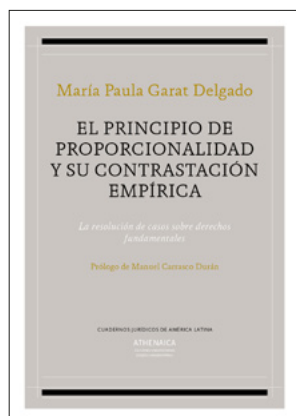 María Paula Garat Delgado
EL PRINCIPIO DE
PROPORCIONALIDAD
Y SU CONTRASTACIÓN
EMPÍRICA
La resolución de casos sobre derechos
fundamentales
Prólogo de Manuel Carrasco Durán
CUADERNOS JURÍDICOS DE AMÉRICA LATINA
ATHENAICA